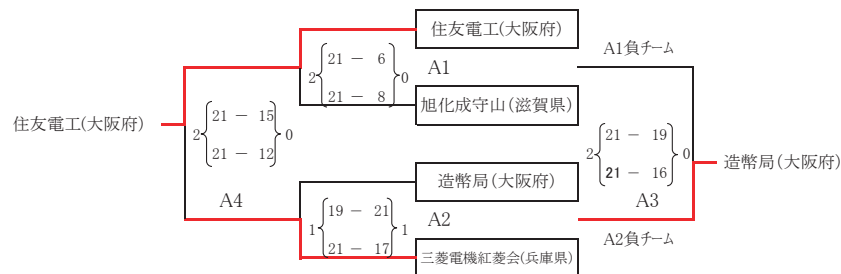 住友電工(大阪府)
A1負チーム
2 21 － 6 0
21 － 8
A1
旭化成守山(滋賀県)
住友電工(大阪府)
2 21 － 15 0
21 － 12
A4
2 21 － 19 0
21 － 16
A3
造幣局(大阪府)
造幣局(大阪府)
1 19 － 21 1
21 － 17
A2
A2負チーム
三菱電機紅菱会(兵庫県)